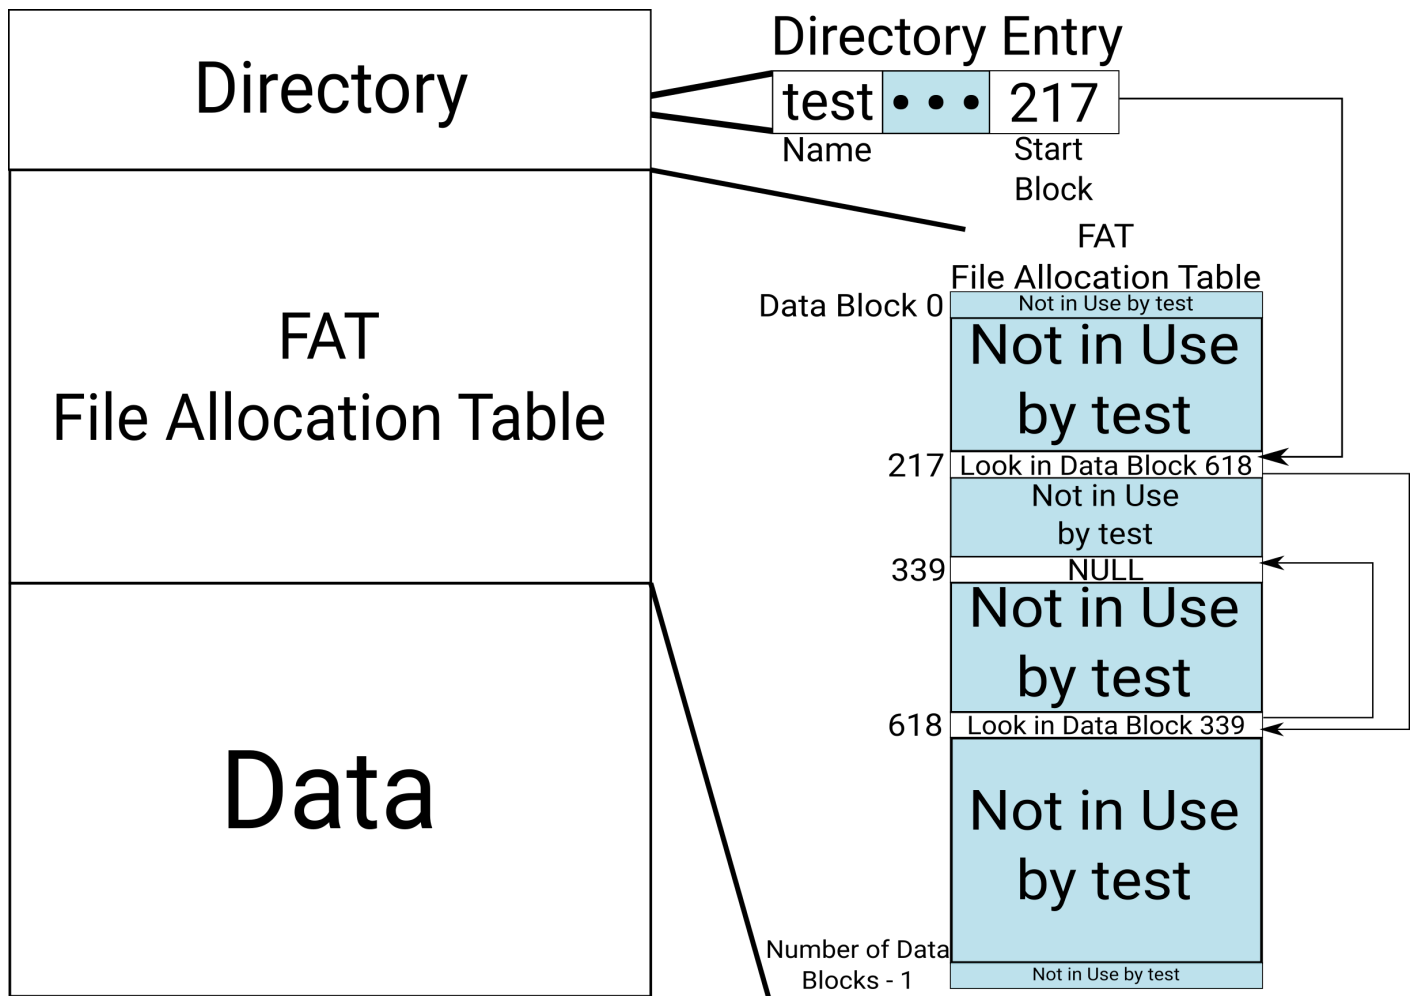 Directory
FAT
File Allocation Table
Data
Directory Entry
test • • • 217
Name
Start
Block
FAT
File Allocation Table
Data Block 0
Not in Use by test
Not in Use
by test
217 Look in Data Block 618
Not in Use
by test
339 NULL
Not in Use
by test
618 Look in Data Block 339
Not in Use
by test
Number of Data
Blocks - 1
Not in Use by test